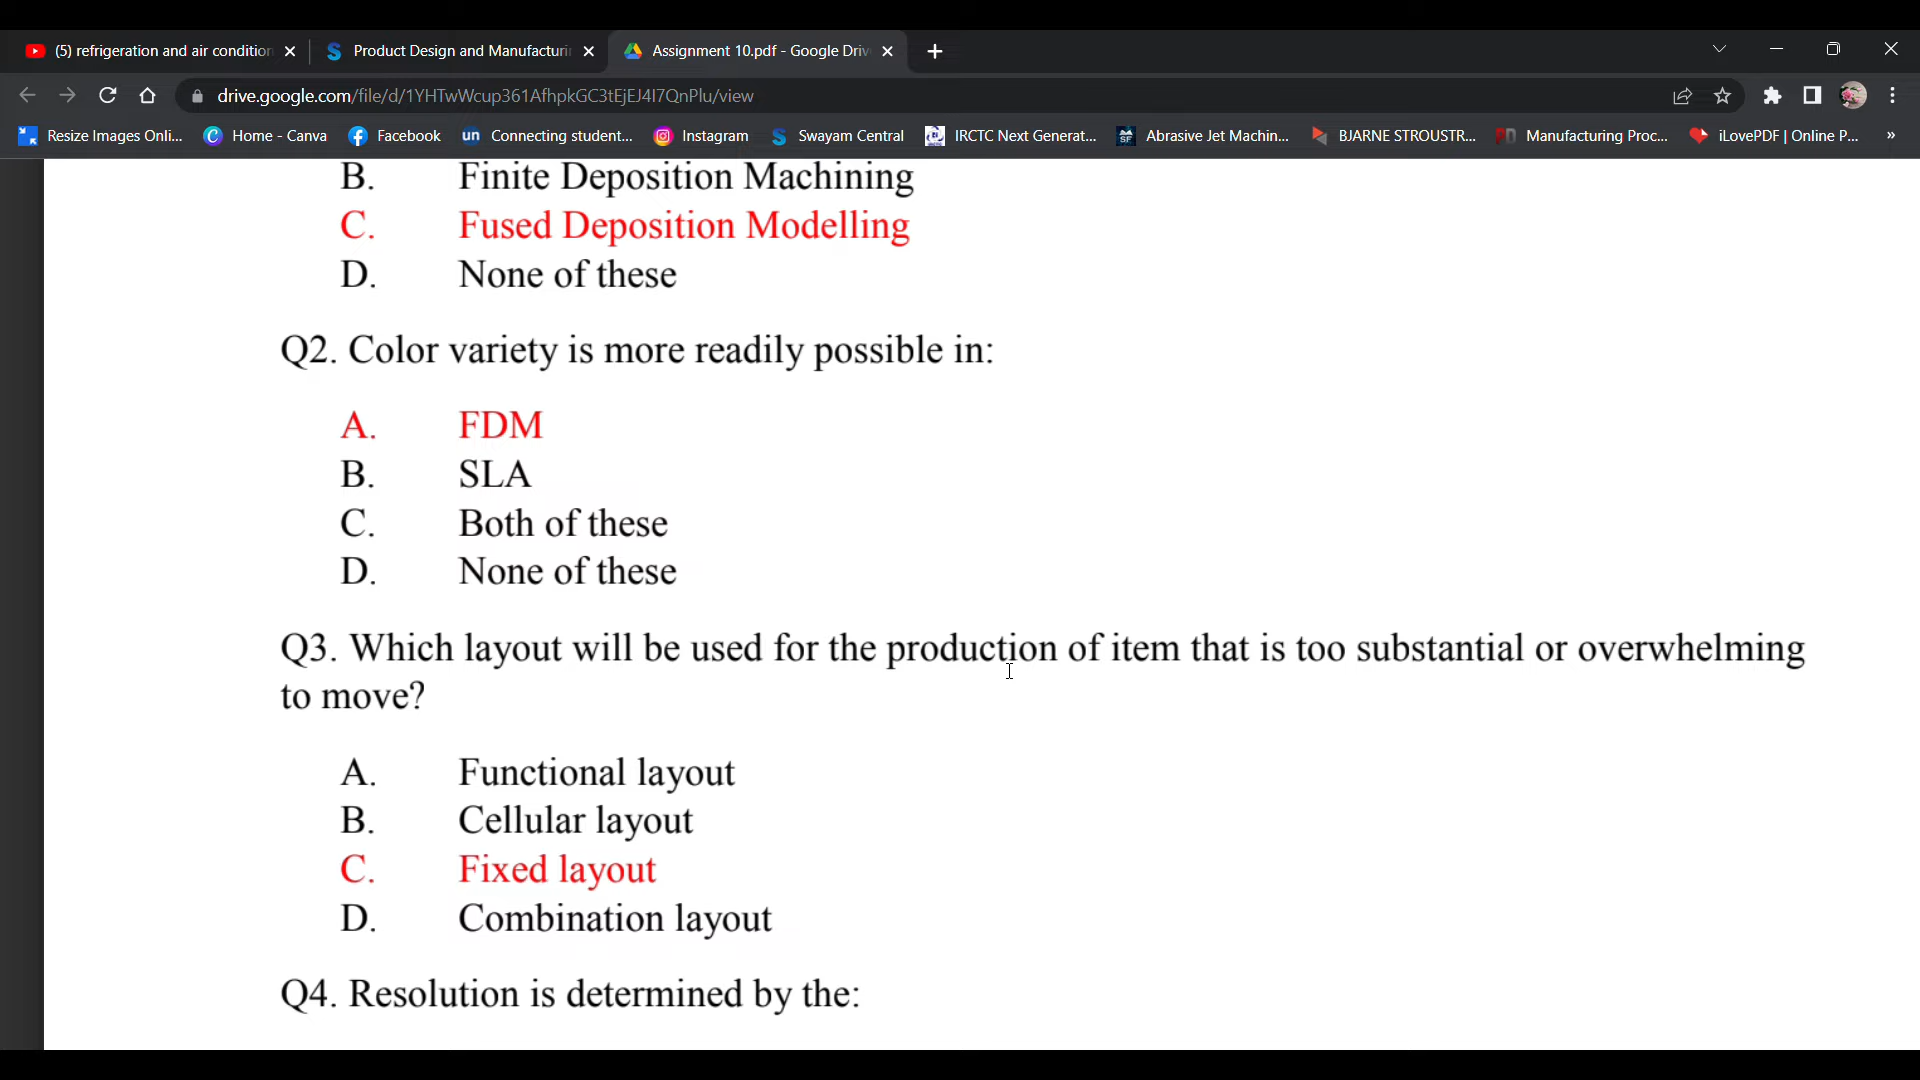 (5) refrigeration and air condition
Product Design and Manufacturi
Assignment 10.pdf - Google Driv
drive.google.com/file/d/1YHTwWcup361AfhpkGC3tEjEJ4I7QnPlu/view
Resize Images Onli...
Home - Canva
Facebook
un Connecting student...
Instagram
Swayam Central
IRCTC Next Generat...
SF Abrasive Jet Machin...
BJARNE STROUSTR...
Manufacturing Proc...
iLovePDF | Online P...
»
B. Finite Deposition Machining
C. Fused Deposition Modelling
D. None of these
Q2. Color variety is more readily possible in:
A. FDM
B. SLA
C. Both of these
D. None of these
Q3. Which layout will be used for the production of item that is too substantial or overwhelming
to move?
A. Functional layout
B. Cellular layout
C. Fixed layout
D. Combination layout
Q4. Resolution is determined by the: